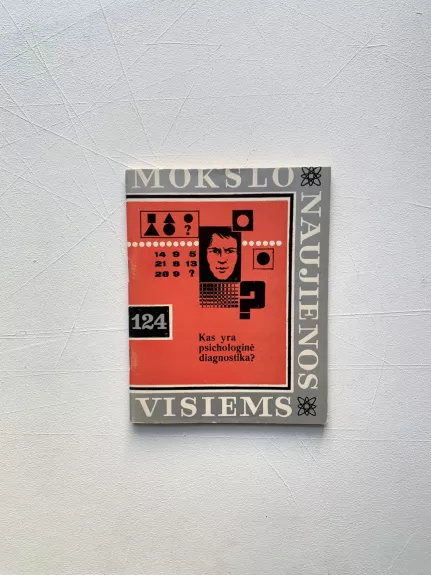 MOKSLO
NAUJIENOS
?
14 9 5
21 8 13
28 9 ?
?
124
Kas yra
psichologinė
diagnostika?
VISIEMS